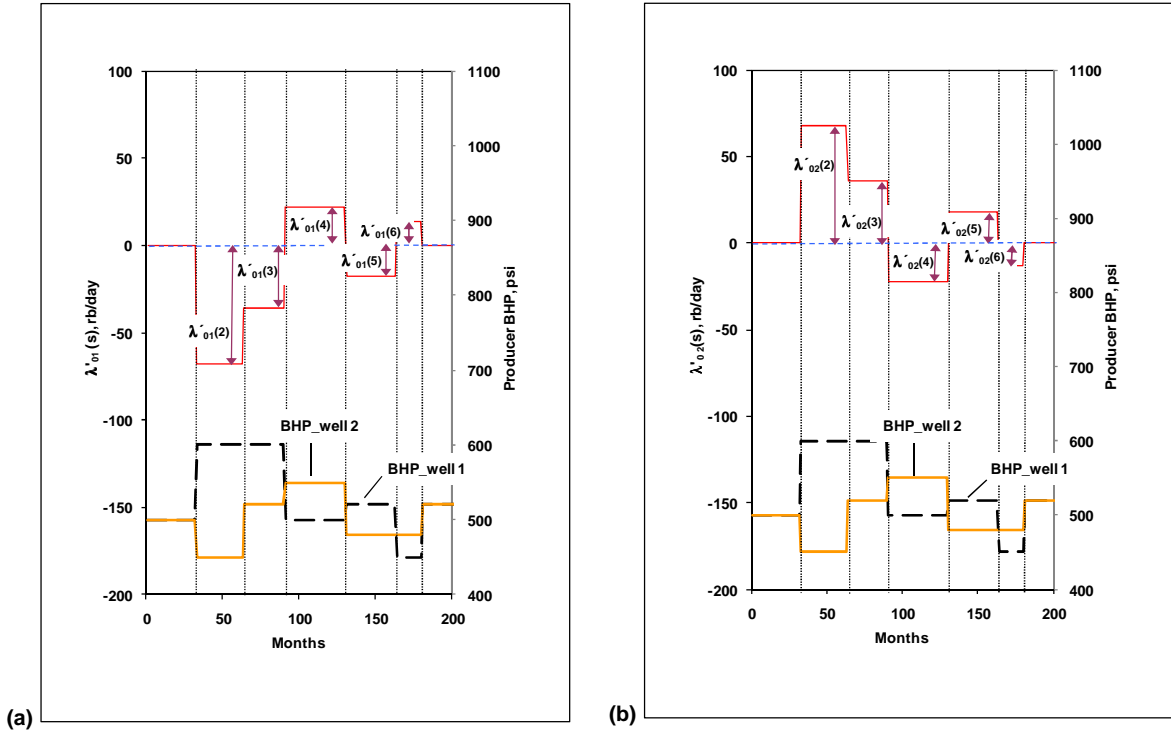 100
50
0
-50
-100
-150
-200
λ'01 (s), rb/day
1100
1000
900
800
700
600
500
400
Producer BHP, psi
0
50
100
150
200
Months
λ´01(2)
λ´01(3)
λ´01(4)
λ´01(5)
λ´01(6)
BHP_well 2
BHP_well 1
(a)
100
50
0
-50
-100
-150
-200
λ'02(s), rb/day
1100
1000
900
800
700
600
500
400
Producer BHP, psi
0
50
100
150
200
Months
λ´02(2)
λ´02(3)
λ´02(4)
λ´02(5)
λ´02(6)
BHP_well 2
BHP_well 1
(b)